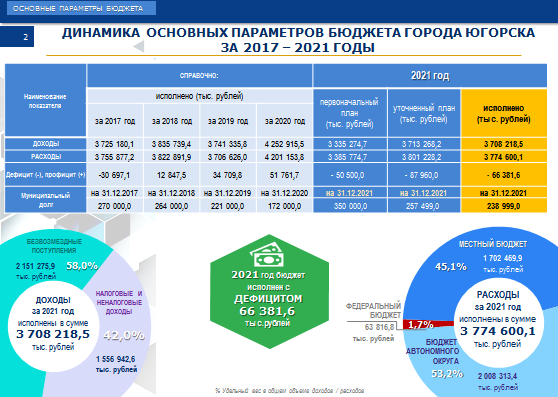 ОСНОВНЫЕ ПАРАМЕТРЫ БЮДЖЕТА
2
ДИНАМИКА ОСНОВНЫХ ПАРАМЕТРОВ БЮДЖЕТА ГОРОДА ЮГОРСКА
ЗА 2017 – 2021 ГОДЫ
Наименование
показателя
СПРАВОЧНО:
2021 год
исполнено (тыс. рублей)
за 2017 год за 2018 год за 2019 год за 2020 год
первоначальный
план
(тыс. рублей)
уточненный план
(тыс. рублей)
исполнено
(тыс. рублей)
ДОХОДЫ 3 725 180,1 3 835 739,4 3 741 335,8 4 252 915,5 3 335 274,7 3 713 268,2 3 708 218,5
РАСХОДЫ 3 755 877,2 3 822 891,9 3 706 626,0 4 201 153,8 3 385 774,7 3 801 228,2 3 774 600,1
Дефицит (-), профицит (+) -30 697,1 12 847,5 34 709,8 51 761,7 - 50 500,0 - 87 960,0 - 66 381,6
Муниципальный
долг
на 31.12.2017 на 31.12.2018 на 31.12.2019 на 31.12.2020 на 31.12.2021 на 31.12.2021 на 31.12.2021
270 000,0 264 000,0 221 000,0 172 000,0 350 000,0 257 499,0 238 999,0
БЕЗВОЗМЕЗДНЫЕ
ПОСТУПЛЕНИЯ
2 151 275,9
тыс. рублей
58,0%
ДОХОДЫ
за 2021 год
исполнены в сумме
3 708 218,5
тыс. рублей
НАЛОГОВЫЕ И
НЕНАЛОГОВЫЕ
ДОХОДЫ
42,0%
1 556 942,6
тыс. рублей
2021 год бюджет
исполнен с
ДЕФИЦИТОМ
66 381,6
тыс.рублей
МЕСТНЫЙ БЮДЖЕТ
1 702 469,9
тыс. рублей
45,1%
РАСХОДЫ
за 2021 год
исполнены в сумме
3 774 600,1
тыс. рублей
ФЕДЕРАЛЬНЫЙ
БЮДЖЕТ
63 816,8
тыс. рублей
1,7%
БЮДЖЕТ
АВТОНОМНОГО
ОКРУГА
53,2%
2 008 313,4
тыс. рублей
% Удельный вес в общем объеме доходов / расходов